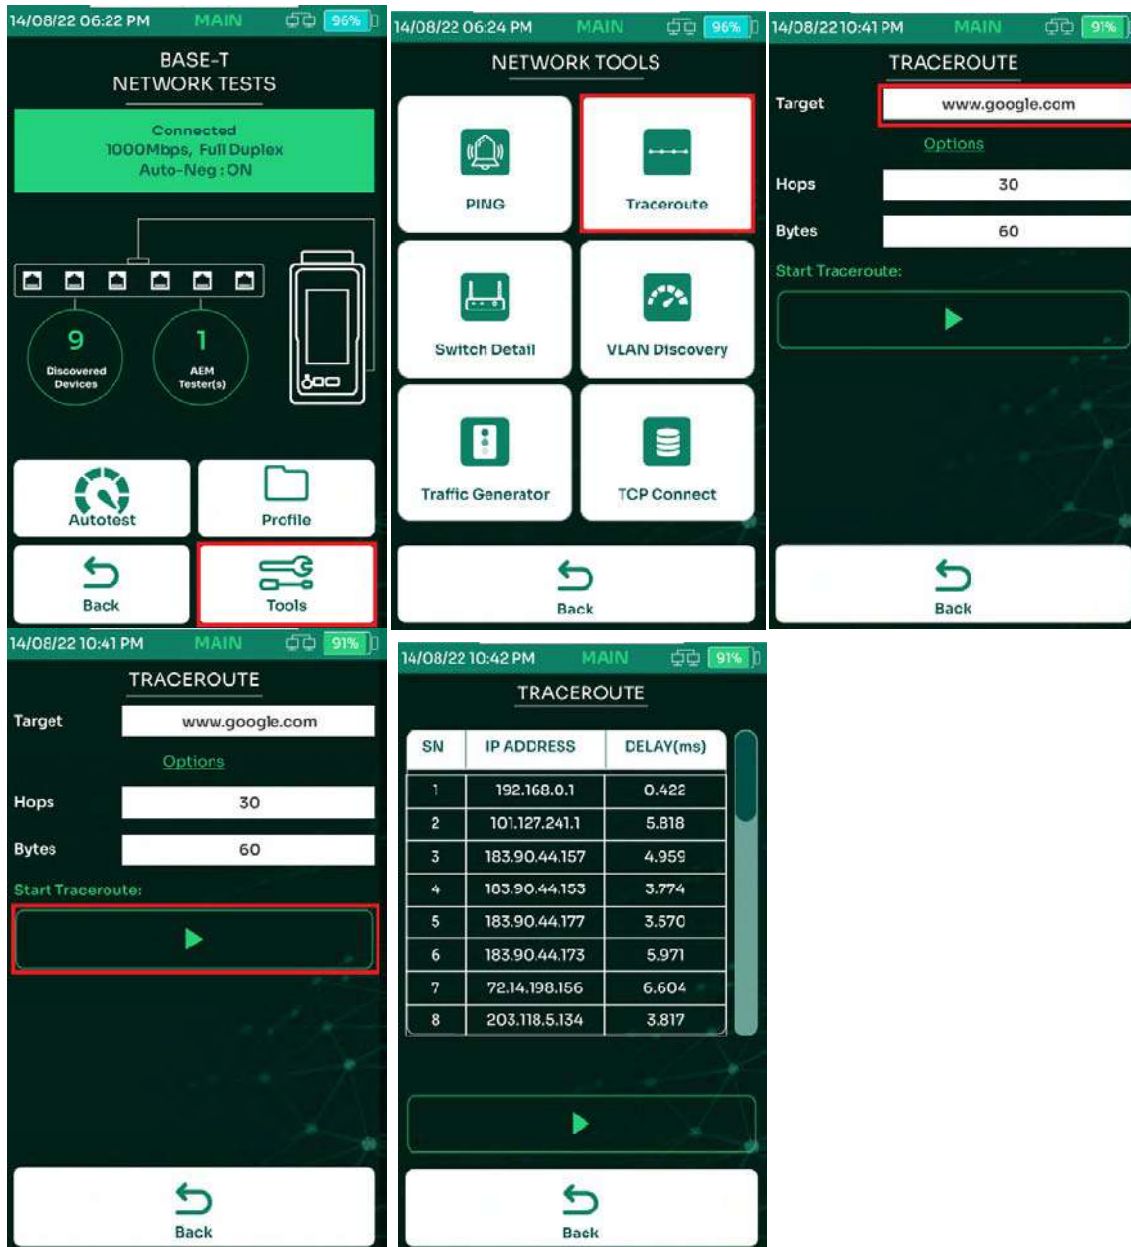 14/08/22 06:22 PM MAIN 96%
BASE-T
NETWORK TESTS
Connected
1000Mbps, Full Duplex
Auto-Neg : ON
9
Discovered
Devices
1
AEM
Tester(s)
Autotest
Profile
Back
Tools
14/08/22 06:24 PM MAIN 96%
NETWORK TOOLS
PING
Traceroute
Switch Detail
VLAN Discovery
Traffic Generator
TCP Connect
Back
14/08/22 10:41 PM MAIN 91%
TRACEROUTE
Target www.google.com
Options
Hops 30
Bytes 60
Start Traceroute:
Back
14/08/22 10:41 PM MAIN 91%
TRACEROUTE
Target www.google.com
Options
Hops 30
Bytes 60
Start Traceroute:
Back
14/08/22 10:42 PM MAIN 91%
TRACEROUTE
SN IP ADDRESS DELAY(ms)
1 192.168.0.1 0.422
2 101.127.241.1 5.818
3 183.90.44.157 4.959
4 183.90.44.153 3.774
5 183.90.44.177 3.570
6 183.90.44.173 5.971
7 72.14.198.156 6.604
8 203.118.5.134 3.817
Back